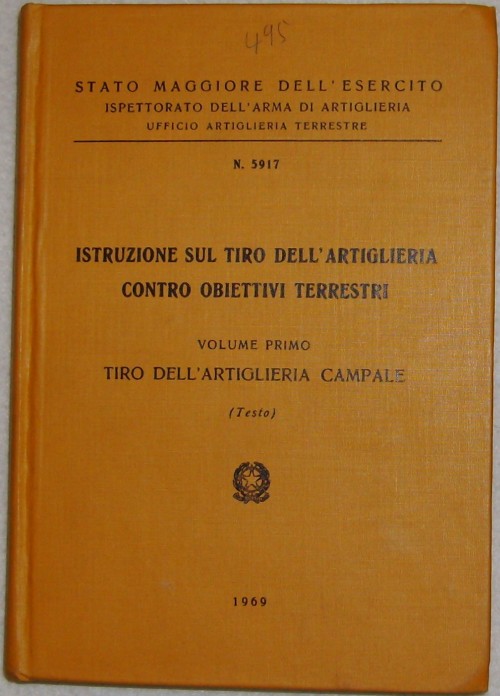 495
STATO MAGGIORE DELL'ESERCITO
ISPETTORATO DELL'ARMA DI ARTIGLIERIA
UFFICIO ARTIGLIERIA TERRESTRE
N. 5917
ISTRUZIONE SUL TIRO DELL'ARTIGLIERIA
CONTRO OBIETTIVI TERRESTRI
VOLUME PRIMO
TIRO DELL'ARTIGLIERIA CAMPALE
(Testo)
1969